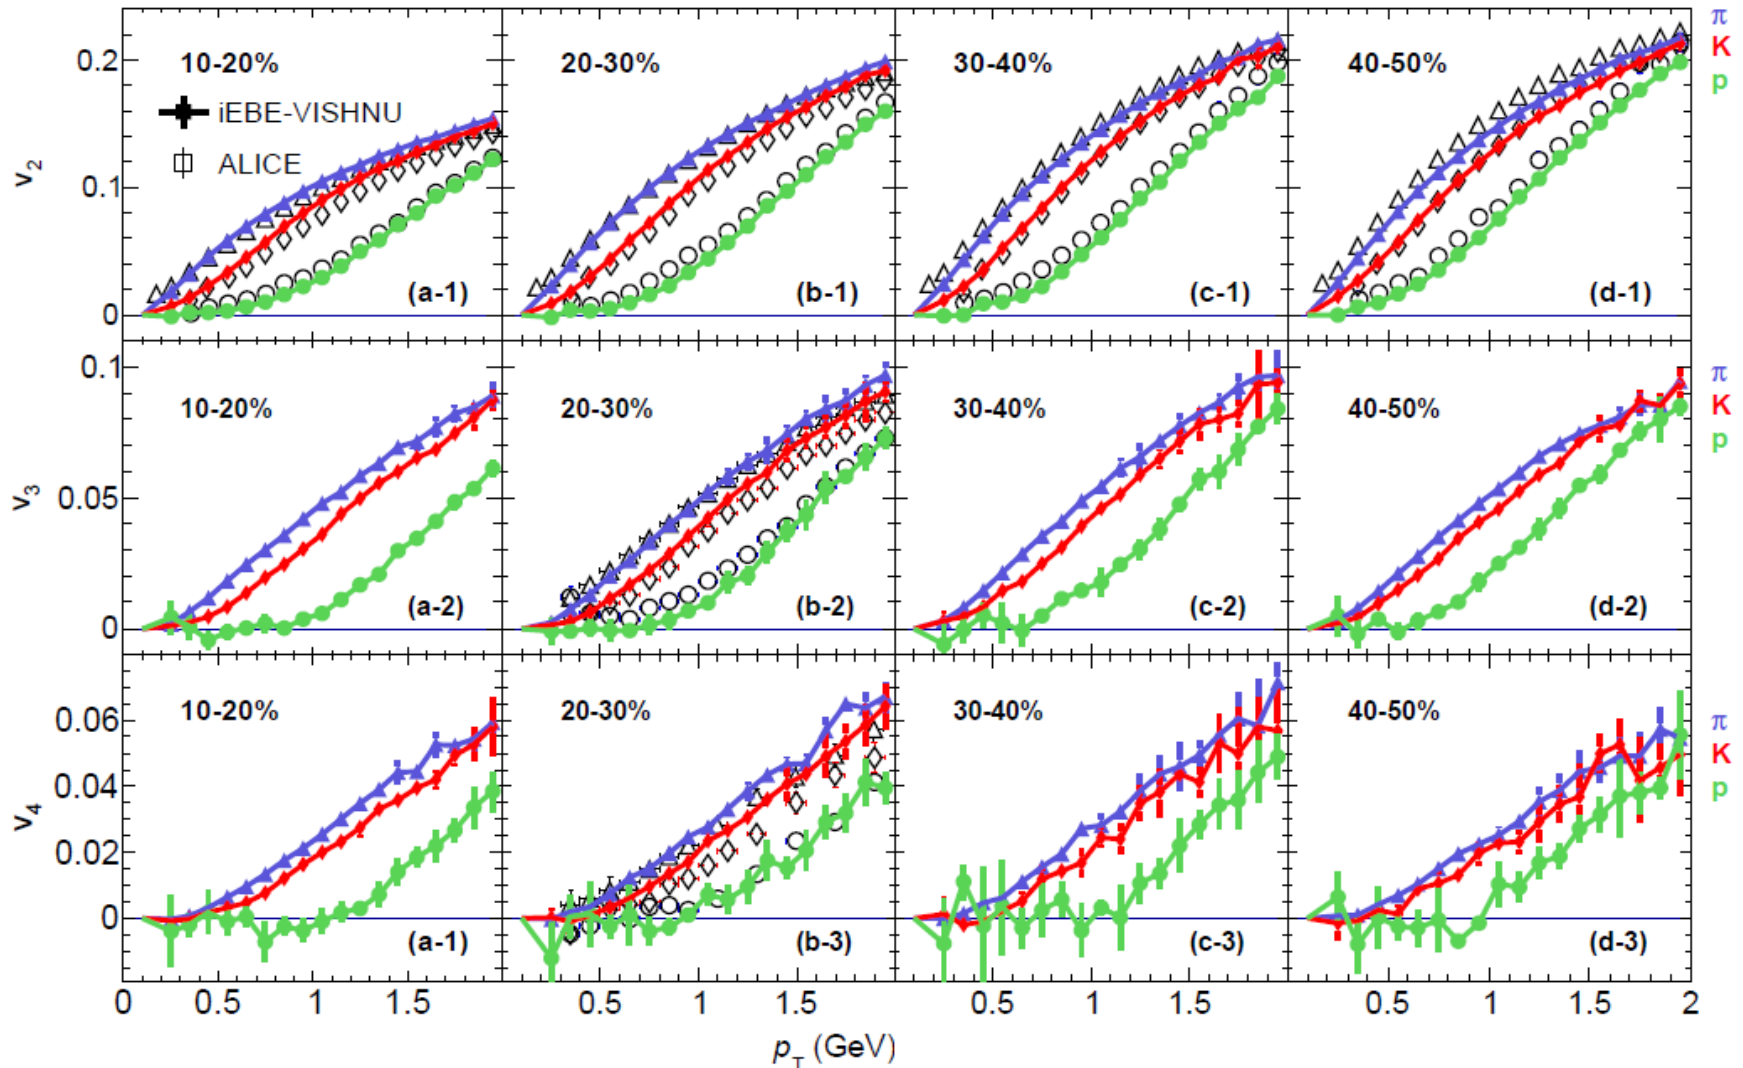 10-20% 20-30% 30-40% 40-50%
π
K
p
iEBE-VISHNU
ALICE
v2
0.2
0.1
0
(a-1) (b-1) (c-1) (d-1)
10-20% 20-30% 30-40% 40-50%
π
K
p
v3
0.1
0.05
0
(a-2) (b-2) (c-2) (d-2)
10-20% 20-30% 30-40% 40-50%
π
K
p
v4
0.06
0.04
0.02
0
(a-1) (b-3) (c-3) (d-3)
0 0.5 1 1.5 0.5 1 1.5 0.5 1 1.5 0.5 1 1.5 2
pT (GeV)